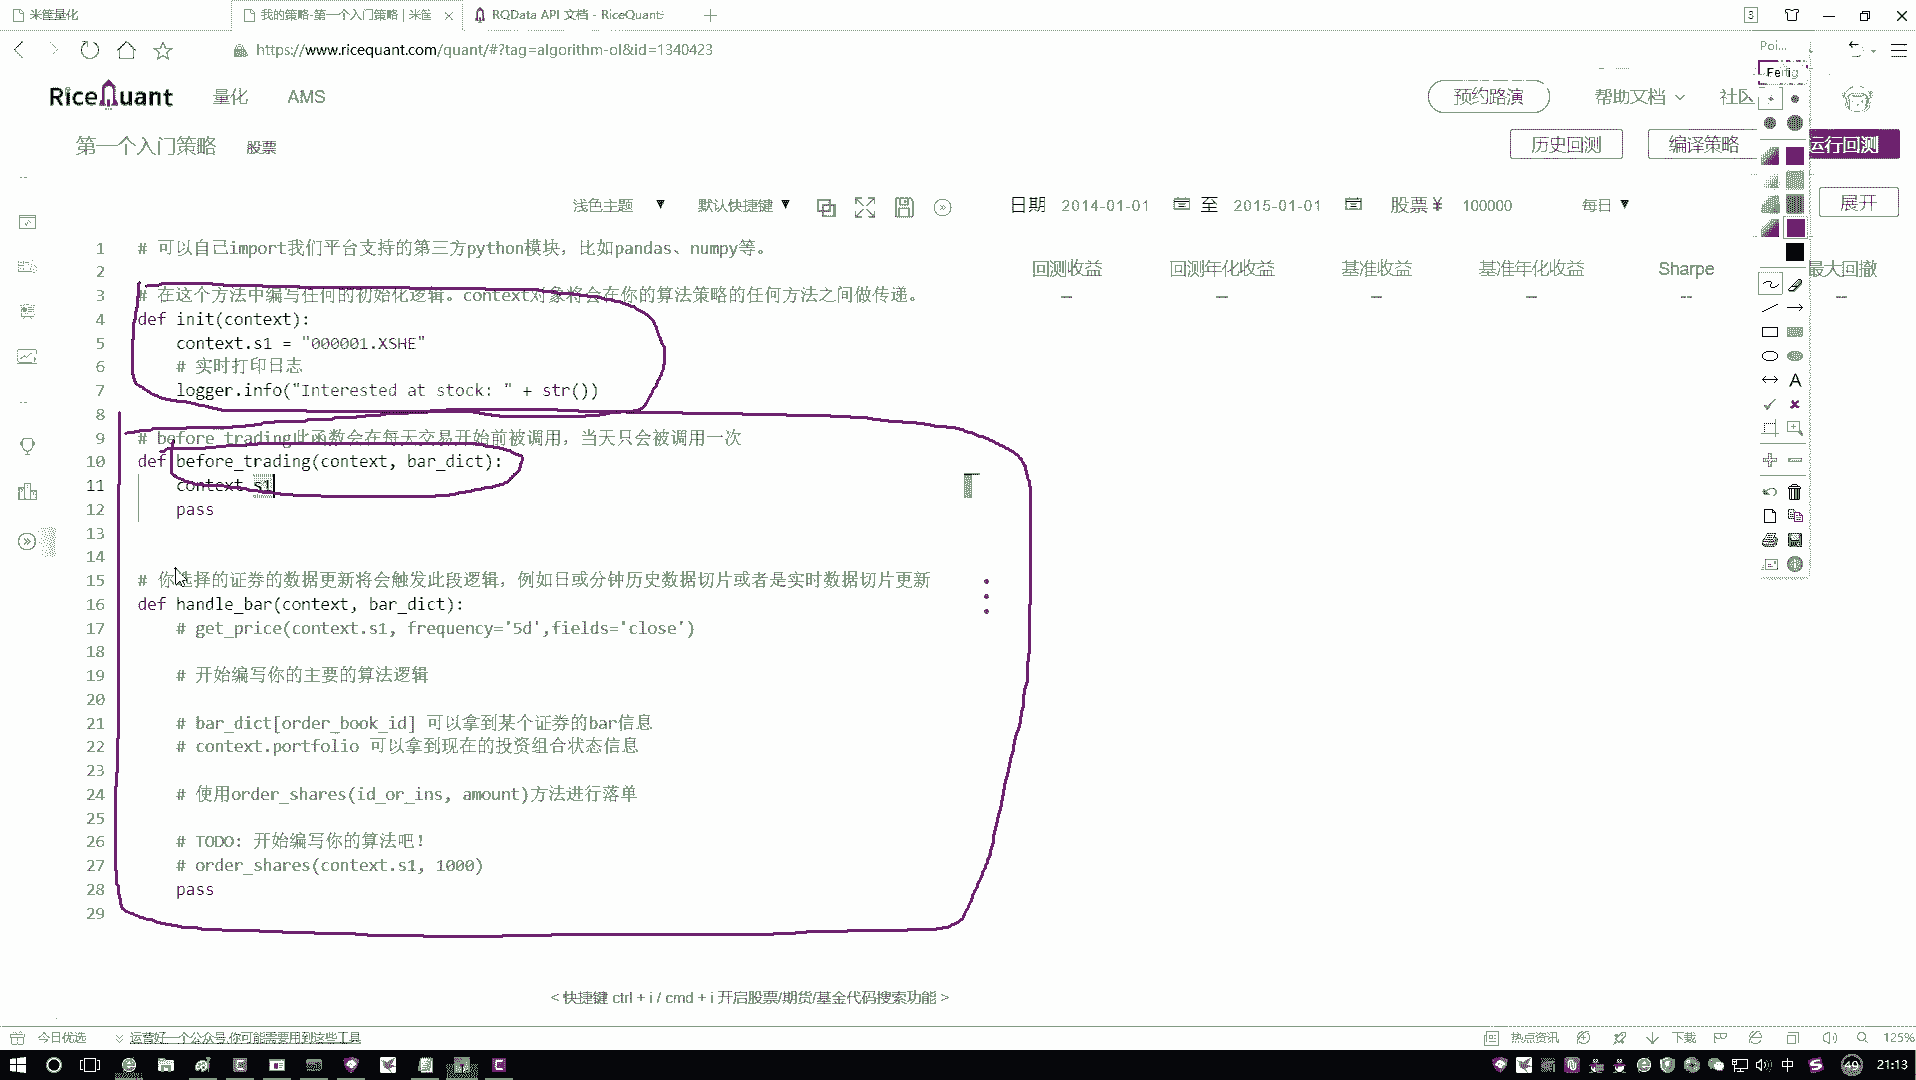 米筐量化
我的策略-第一个入门策略 | 米筐
RQData API 文档 - RiceQuant
3
https://www.ricequant.com/quant/#?tag=algorithm-ol&id=1340423
Poi...
Fertig
RiceQuant
量化
AMS
预约路演
帮助文档
社区
第一个入门策略
股票
历史回测
编译策略
运行回测
浅色主题
默认快捷键
日期
2014-01-01
至
2015-01-01
股票 ¥
100000
每日
展开
回测收益
回测年化收益
基准收益
基准年化收益
Sharpe
最大回撤
--
--
--
--
--
--
1 # 可以自己import我们平台支持的第三方python模块，比如pandas、numpy等。
2
3 # 在这个方法中编写任何的初始化逻辑。context对象将会在你的算法策略的任何方法之间做传递。
4 def init(context):
5 context.s1 = "000001.XSHE"
6 # 实时打印日志
7 logger.info("Interested at stock: " + str())
8
9 # before_trading此函数会在每天交易开始前被调用，当天只会被调用一次
10 def before_trading(context, bar_dict):
11 context.s1
12 pass
13
14
15 # 你选择的证券的数据更新将会触发此段逻辑，例如日或分钟历史数据切片或者是实时数据切片更新
16 def handle_bar(context, bar_dict):
17 # get_price(context.s1, frequency='5d',fields='close')
18
19 # 开始编写你的主要的算法逻辑
20
21 # bar_dict[order_book_id] 可以拿到某个证券的bar信息
22 # context.portfolio 可以拿到现在的投资组合状态信息
23
24 # 使用order_shares(id_or_ins, amount)方法进行落单
25
26 # TODO: 开始编写你的算法吧！
27 # order_shares(context.s1, 1000)
28 pass
29
< 快捷键 ctrl + i / cmd + i 开启股票/期货/基金代码搜索功能 >
今日优选
运营好一个公众号,你可能需要用到这些工具
热点资讯
下载
125%
中
49
21:13